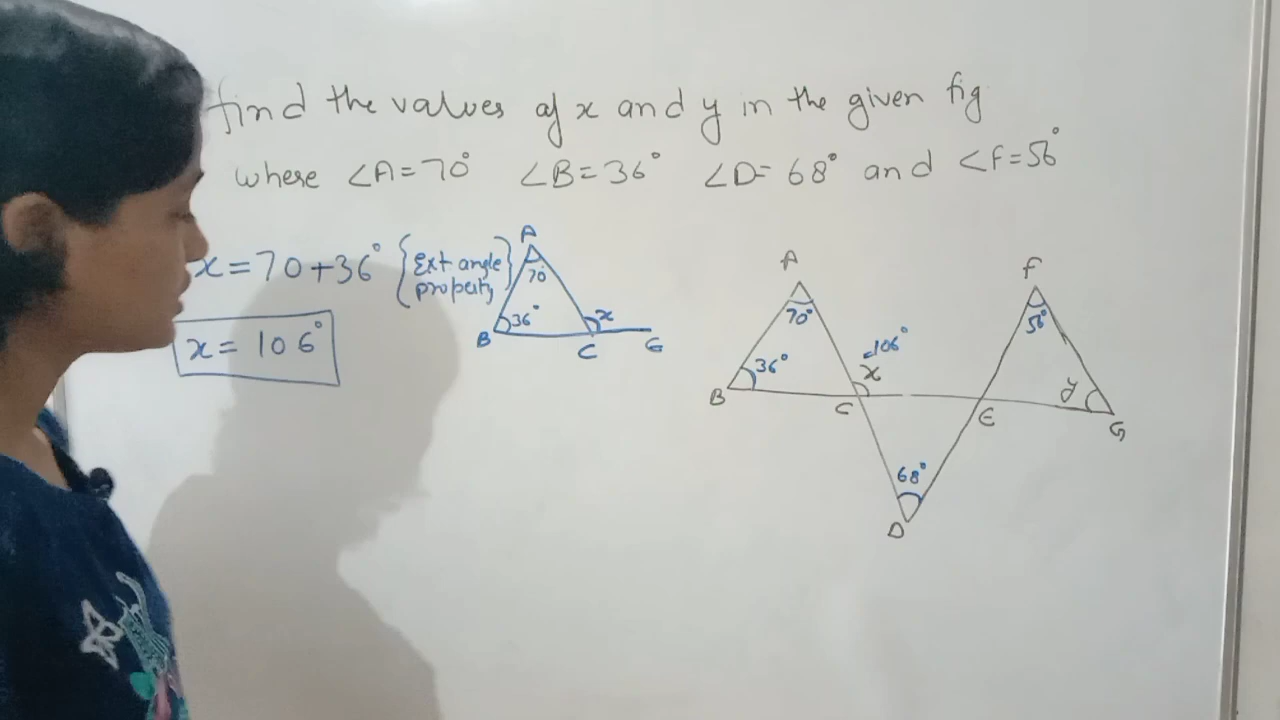 find the values of x and y in the given fig
where ∠A=70° ∠B=36° ∠D=68° and ∠F=56°
x=70+36° {Ext angle property}
x=106°
A
70°
B 36° x
C G
A
70°
36°
B
=106°
x
C
68°
D
F
56°
y
E
G